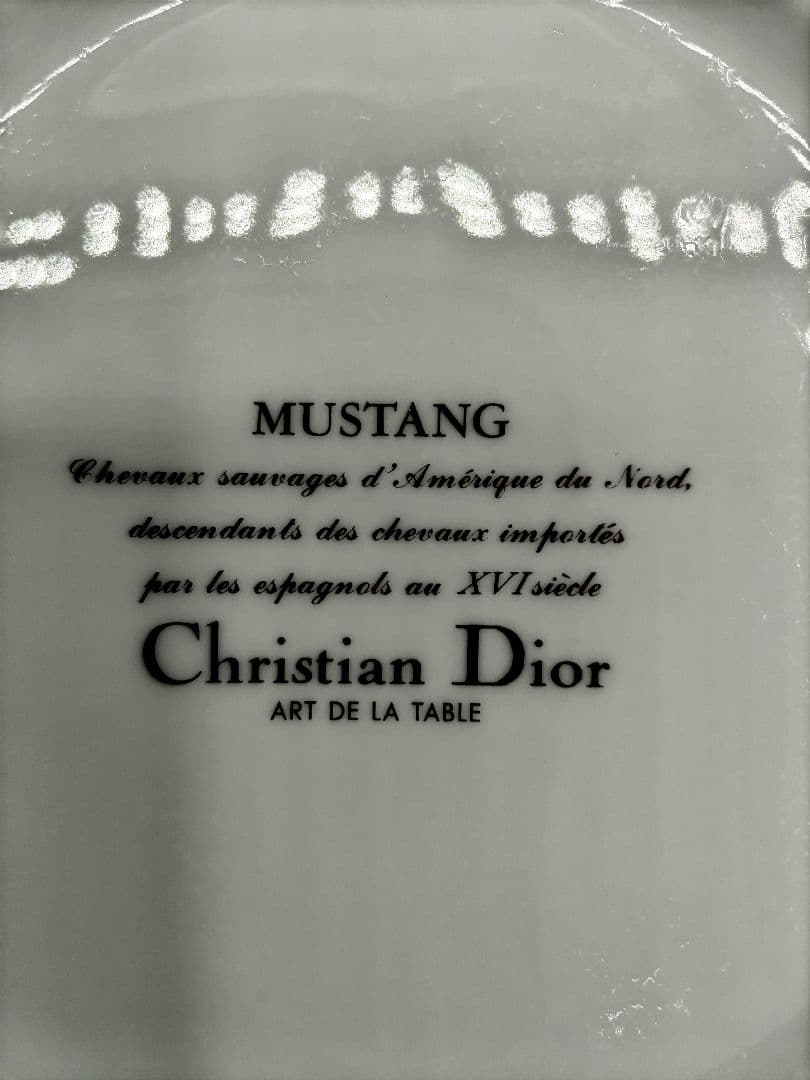 MUSTANG
Chevaux sauvages d'Amérique du Nord,
descendants des chevaux importés
par les espagnols au XVI siècle
Christian Dior
ART DE LA TABLE